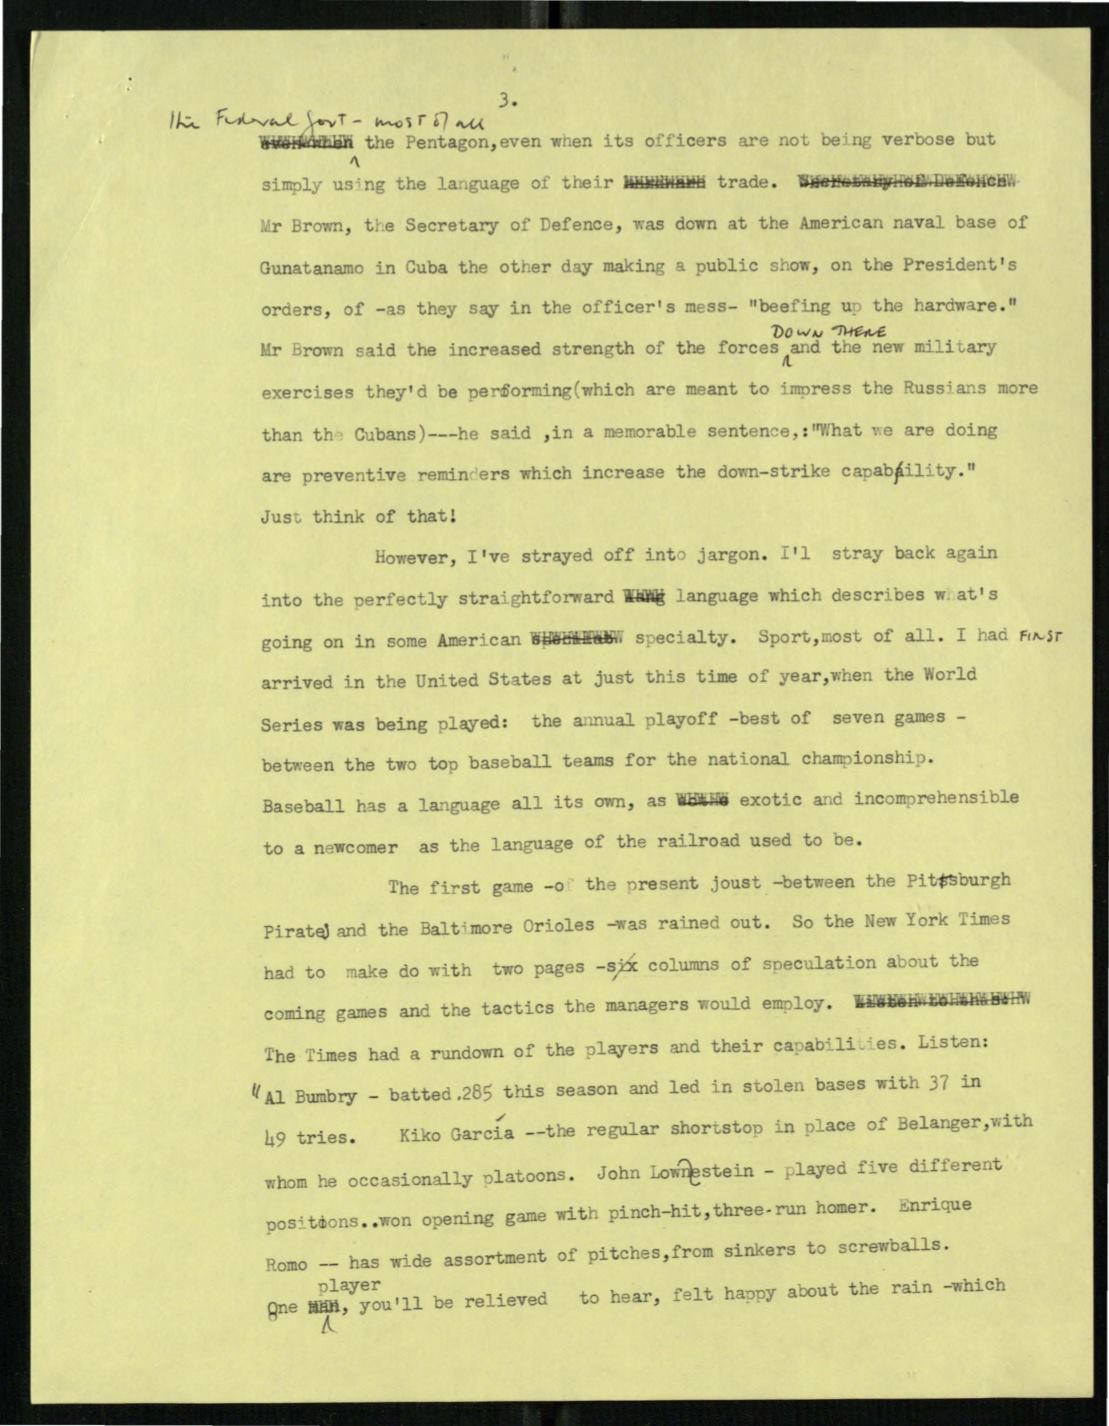 3.
The Federal Govt - most of all
the Pentagon,even when its officers are not being verbose but
simply using the language of their trade.
Mr Brown, the Secretary of Defence, was down at the American naval base of
Gunatanamo in Cuba the other day making a public show, on the President's
orders, of -as they say in the officer's mess- "beefing up the hardware."
DOWN THERE
Mr Brown said the increased strength of the forces and the new military
exercises they'd be performing(which are meant to impress the Russians more
than the Cubans)---he said ,in a memorable sentence,:"What we are doing
are preventive reminders which increase the down-strike capability."
Just think of that!
However, I've strayed off into jargon. I'l stray back again
into the perfectly straightforward language which describes what's
going on in some American specialty. Sport,most of all. I had FIRST
arrived in the United States at just this time of year,when the World
Series was being played: the annual playoff -best of seven games -
between the two top baseball teams for the national championship.
Baseball has a language all its own, as exotic and incomprehensible
to a newcomer as the language of the railroad used to be.
The first game -of the present joust -between the Pittsburgh
Pirates and the Baltimore Orioles -was rained out. So the New York Times
had to make do with two pages -six columns of speculation about the
coming games and the tactics the managers would employ.
The Times had a rundown of the players and their capabilities. Listen:
"Al Bumbry - batted.285 this season and led in stolen bases with 37 in
49 tries. Kiko García --the regular shortstop in place of Belanger,with
whom he occasionally platoons. John Lowenstein - played five different
positions..won opening game with pinch-hit,three-run homer. Enrique
Romo -- has wide assortment of pitches,from sinkers to screwballs.
player
One man, you'll be relieved to hear, felt happy about the rain -which